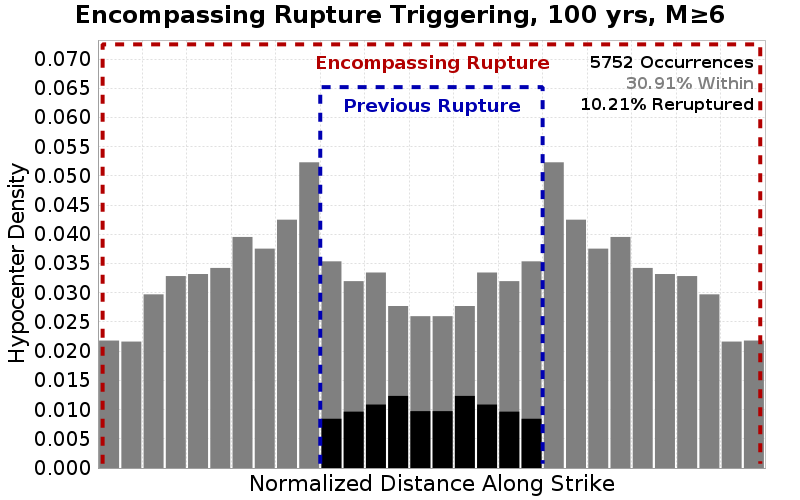 Encompassing Rupture Triggering, 100 yrs, M≥6
Encompassing Rupture
Previous Rupture
5752 Occurrences
30.91% Within
10.21% Reruptured
Hypocenter Density
0.070
0.065
0.060
0.055
0.050
0.045
0.040
0.035
0.030
0.025
0.020
0.015
0.010
0.005
0.000
Normalized Distance Along Strike